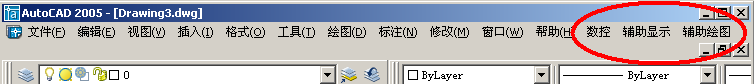 AutoCAD 2005 - [Drawing3.dwg]
文件(F) 编辑(E) 视图(V) 插入(I) 格式(O) 工具(T) 绘图(D) 标注(N) 修改(M) 窗口(W) 帮助(H) 数控 辅助显示 辅助绘图
0 ByLayer ByLayer